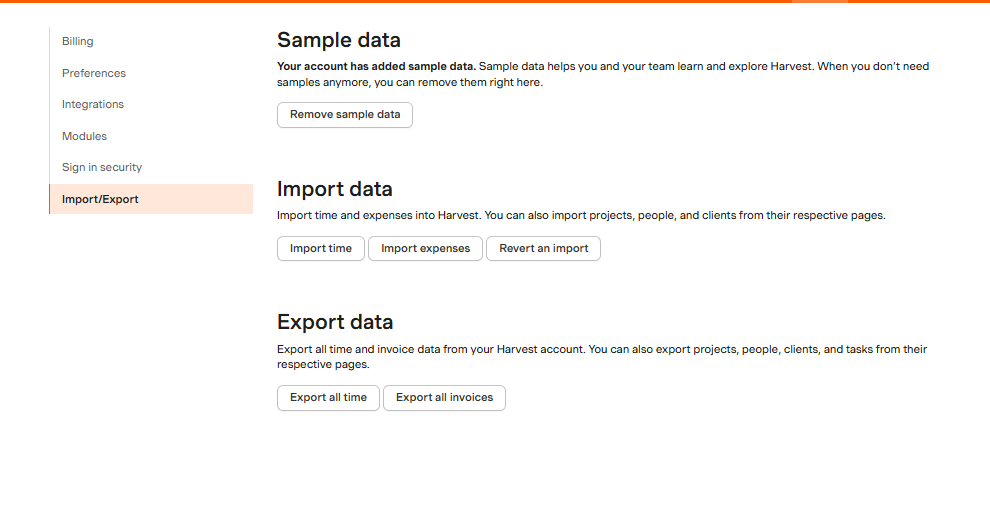 Billing
Preferences
Integrations
Modules
Sign in security
Import/Export
Sample data
Your account has added sample data. Sample data helps you and your team learn and explore Harvest. When you don’t need
samples anymore, you can remove them right here.
Remove sample data
Import data
Import time and expenses into Harvest. You can also import projects, people, and clients from their respective pages.
Import time
Import expenses
Revert an import
Export data
Export all time and invoice data from your Harvest account. You can also export projects, people, clients, and tasks from their
respective pages.
Export all time
Export all invoices